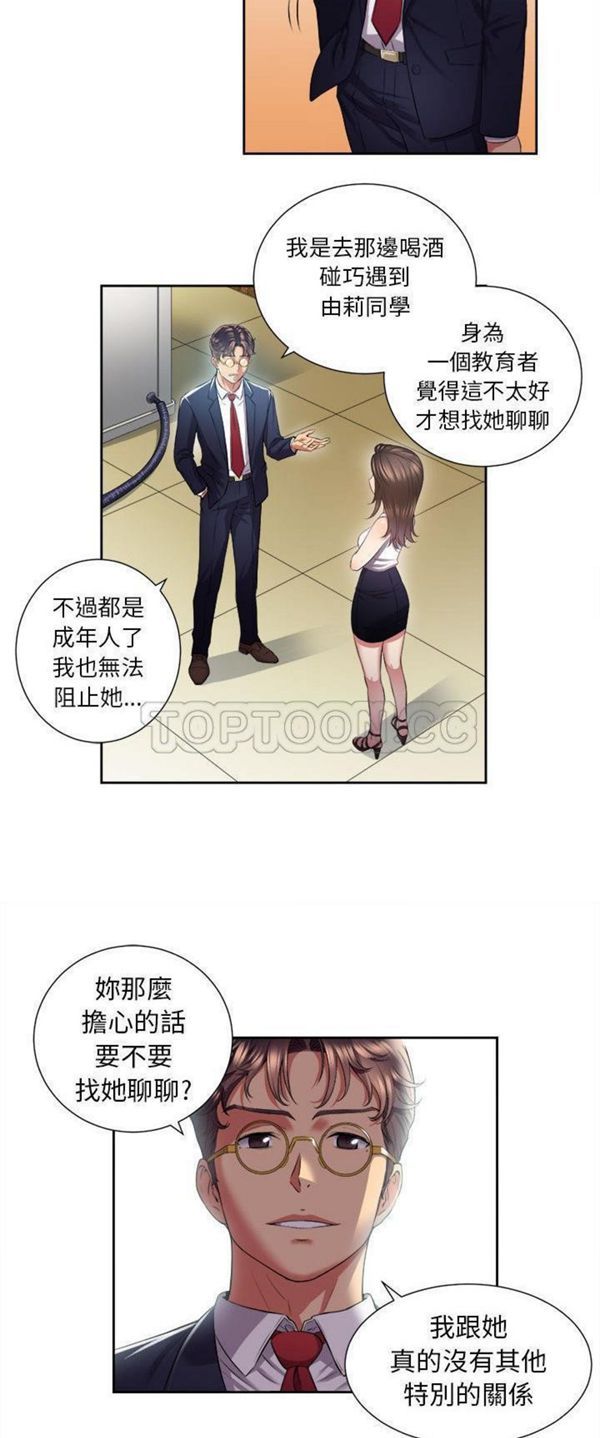 我是去那邊喝酒
碰巧遇到
由莉同學
身為
一個教育者
覺得這不太好
才想找她聊聊
不過都是
成年人了
我也無法
阻止她...
TOPTOON.CC
妳那麼
擔心的話
要不要
找她聊聊?
我跟她
真的沒有其他
特別的關係